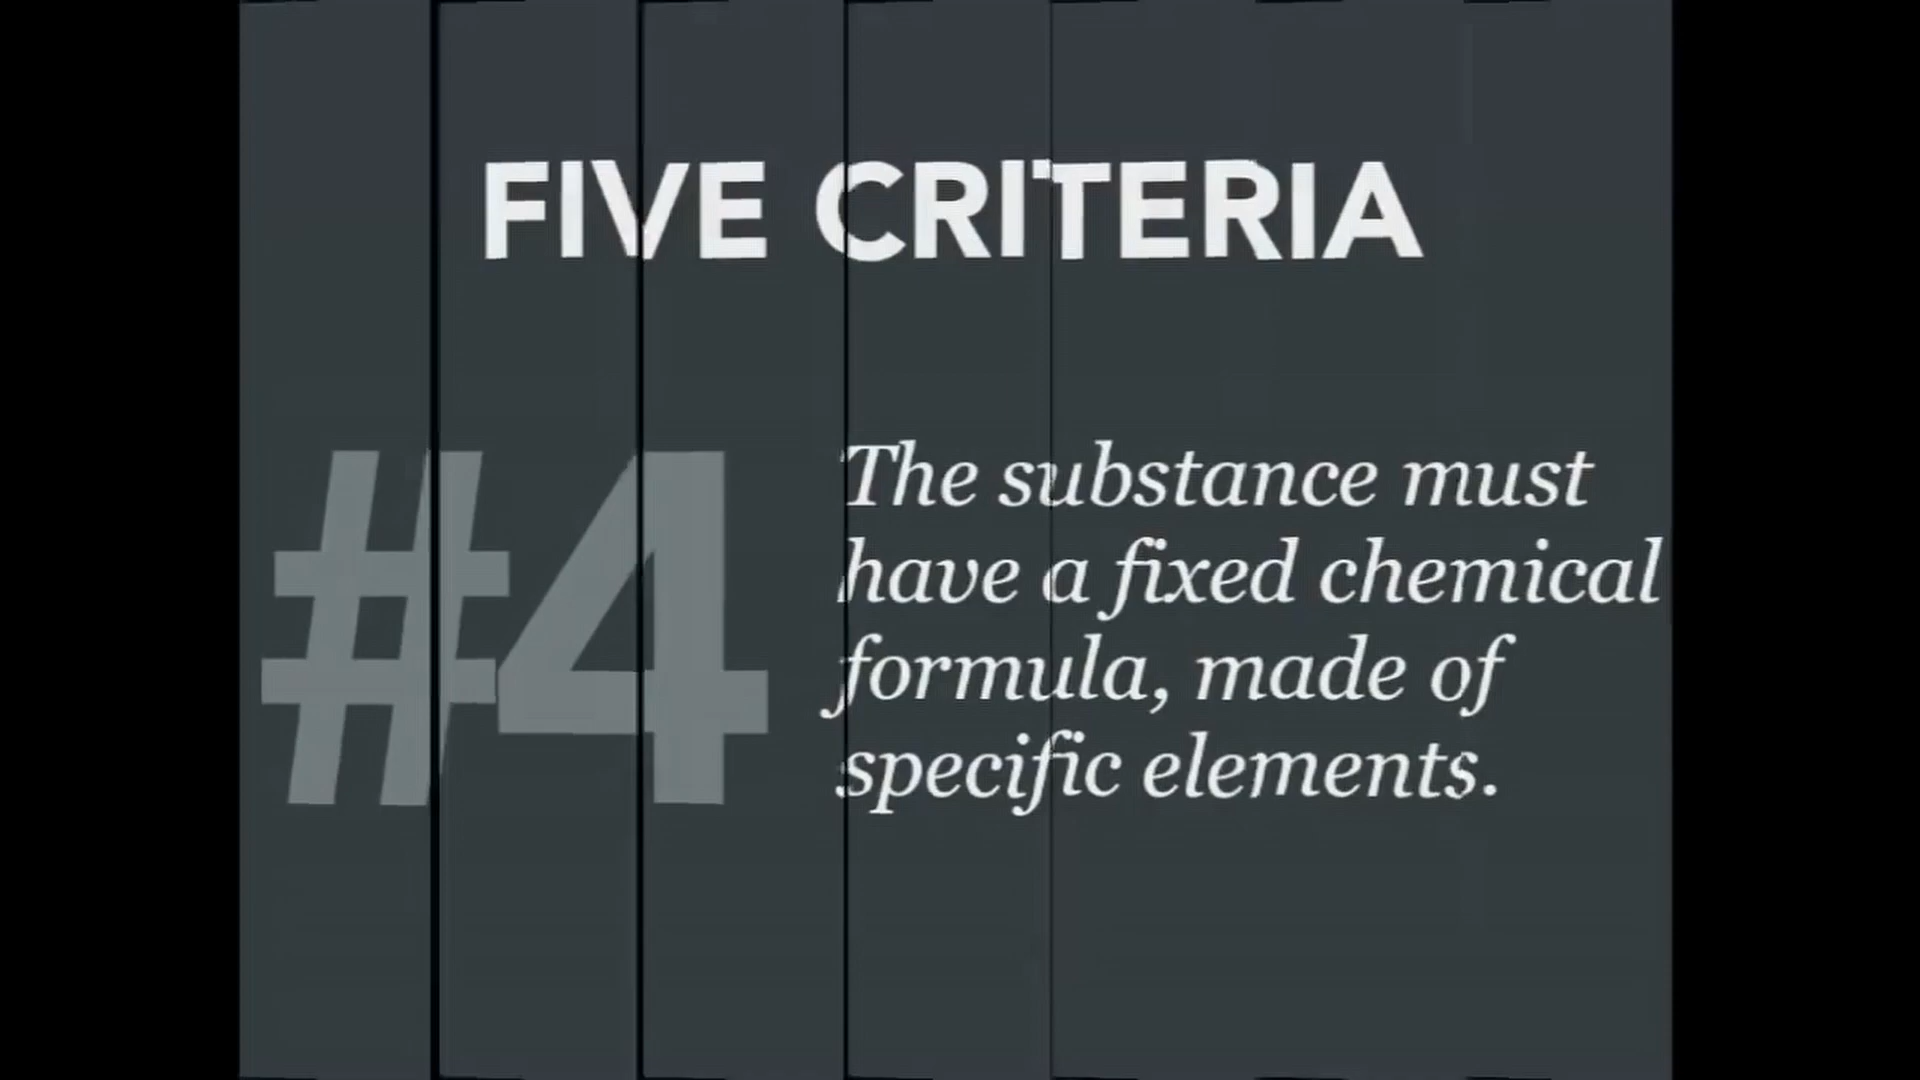 FIVE CRITERIA
#4
The substance must
have a fixed chemical
formula, made of
specific elements.